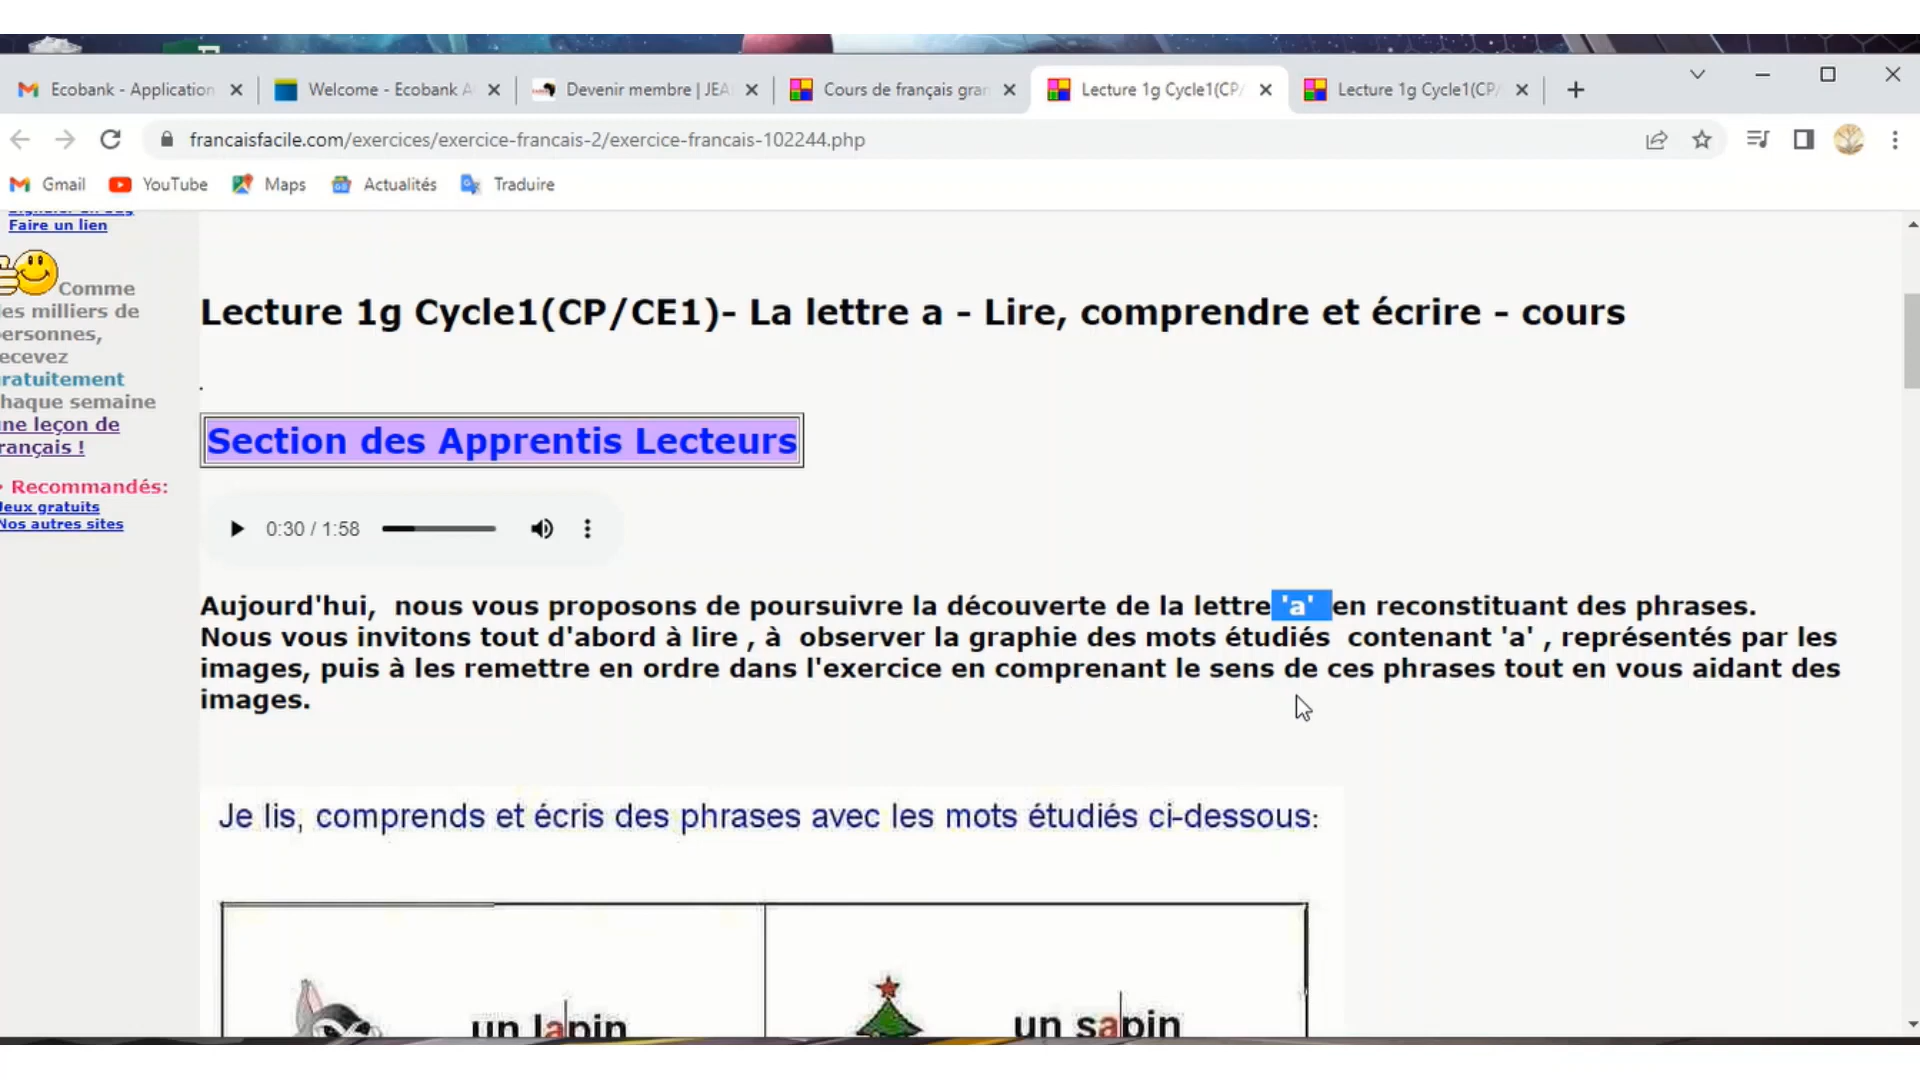 Ecobank - Application
Welcome - Ecobank A
Devenir membre | JEA
Cours de français gran
Lecture 1g Cycle1(CP/
Lecture 1g Cycle1(CP/
francaisfacile.com/exercices/exercice-francais-2/exercice-francais-102244.php
Gmail
YouTube
Maps
Actualités
Traduire
Faire un lien
Comme
les milliers de
personnes,
recevez
gratuitement
chaque semaine
une leçon de
français !
Recommandés:
Jeux gratuits
Nos autres sites
Lecture 1g Cycle1(CP/CE1)- La lettre a - Lire, comprendre et écrire - cours
.
Section des Apprentis Lecteurs
0:30 / 1:58
Aujourd'hui, nous vous proposons de poursuivre la découverte de la lettre 'a' en reconstituant des phrases.
Nous vous invitons tout d'abord à lire , à observer la graphie des mots étudiés contenant 'a' , représentés par les
images, puis à les remettre en ordre dans l'exercice en comprenant le sens de ces phrases tout en vous aidant des
images.
Je lis, comprends et écris des phrases avec les mots étudiés ci-dessous:
un lapin
un sapin